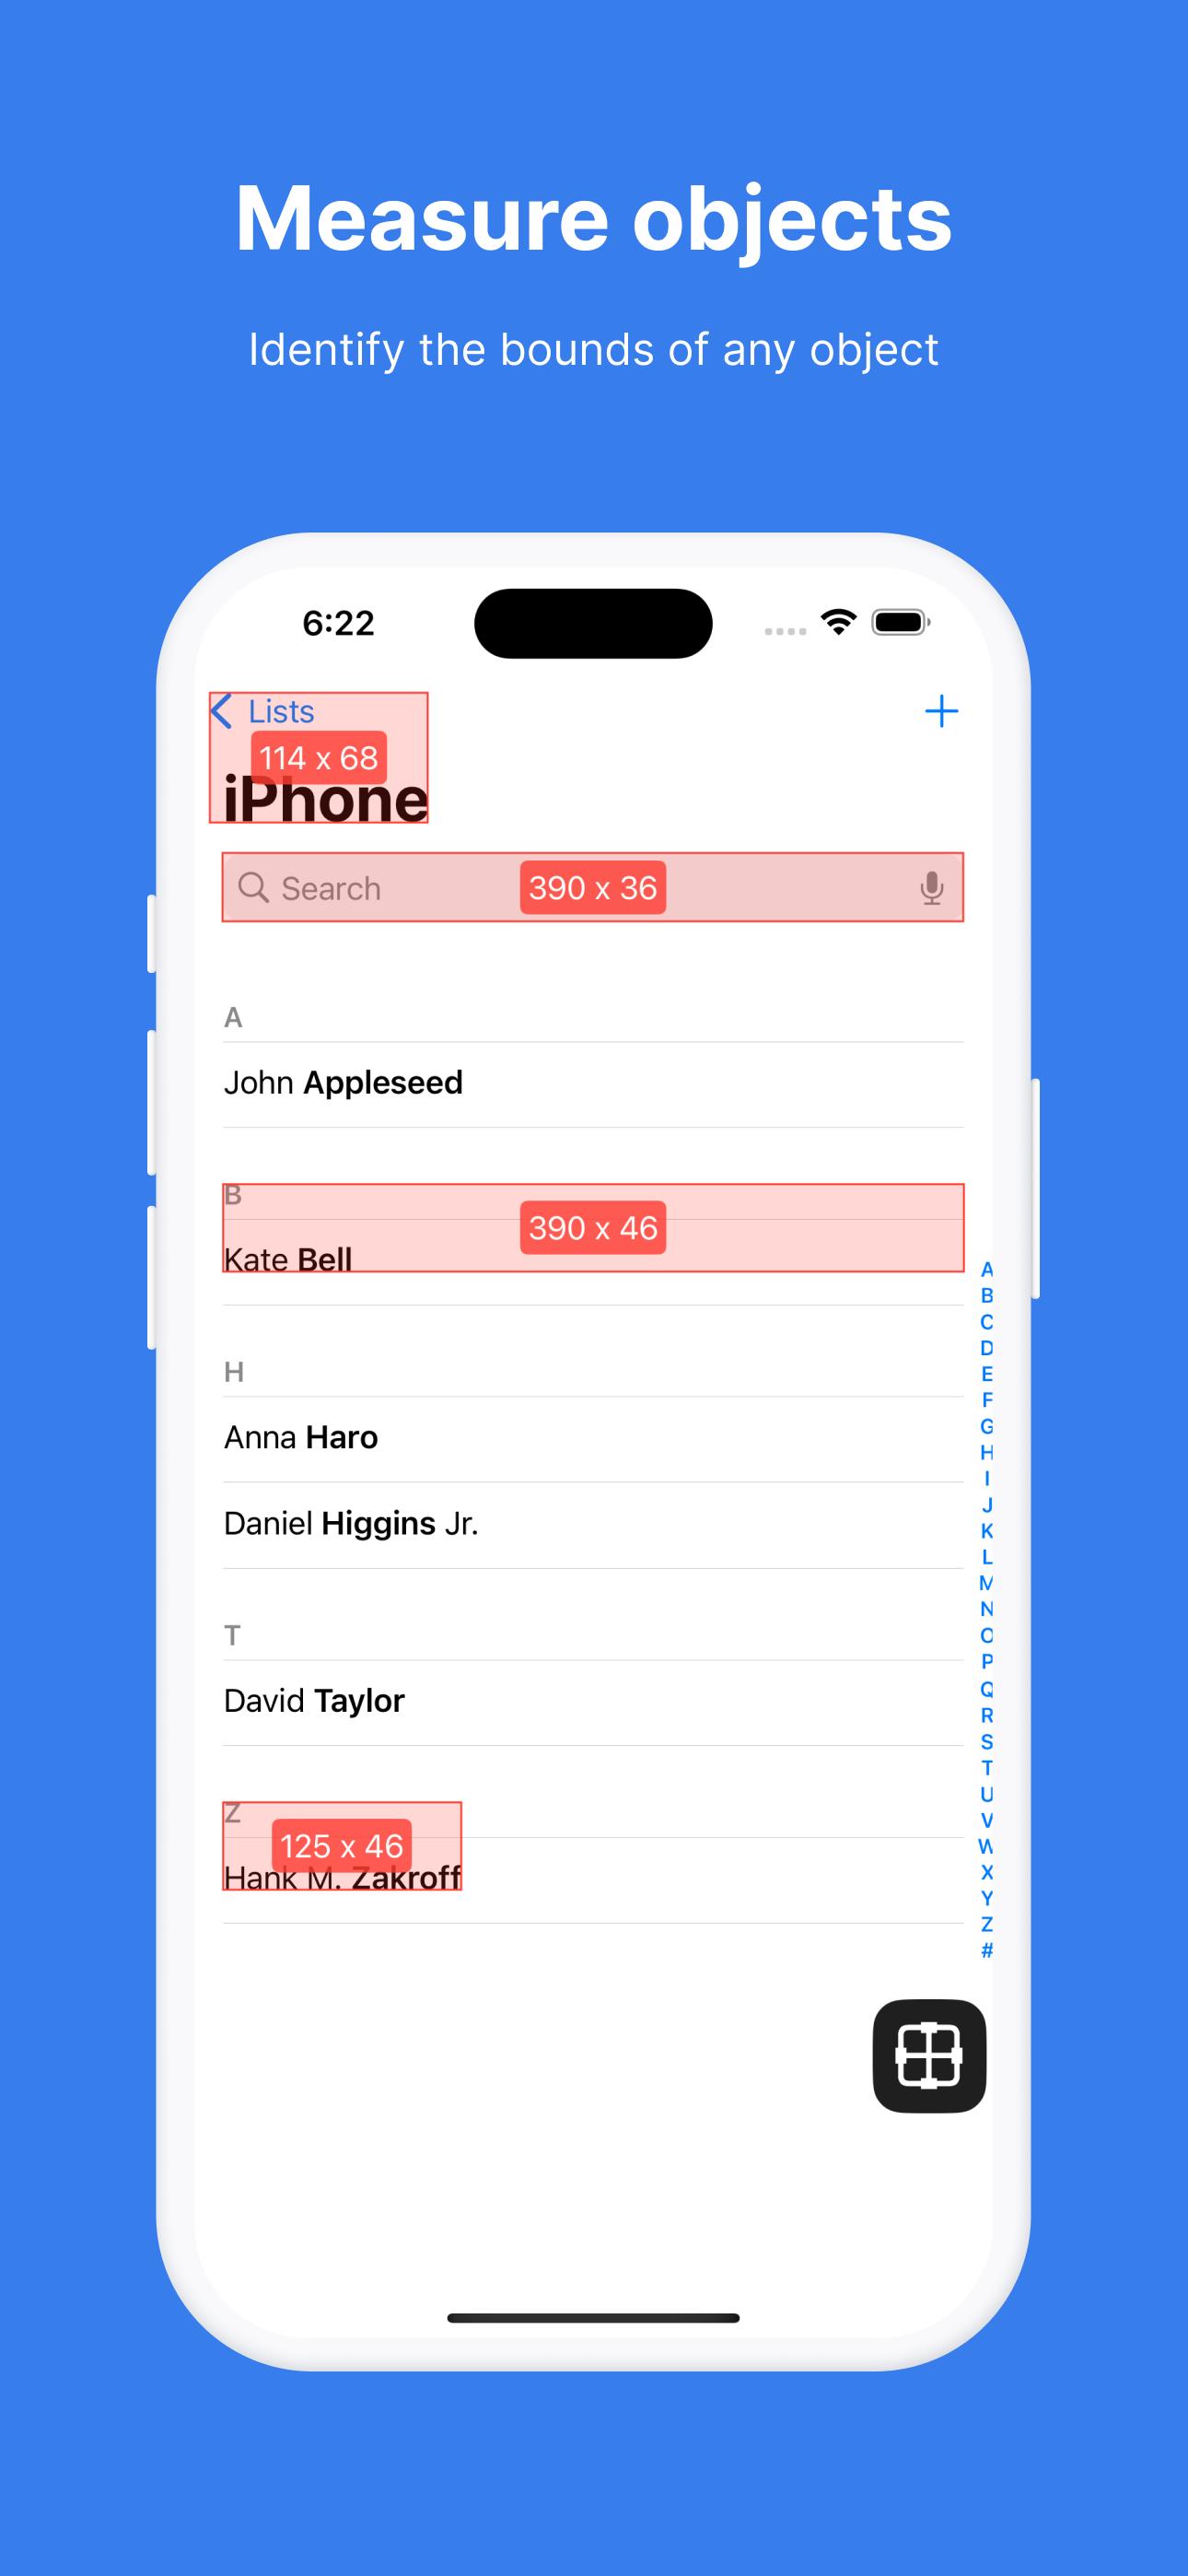 Measure objects
Identify the bounds of any object
6:22
Lists
114 x 68
iPhone
Search
390 x 36
A
John Appleseed
B
390 x 46
Kate Bell
H
Anna Haro
Daniel Higgins Jr.
T
David Taylor
Z
125 x 46
Hank M. Zakroff
A
B
C
D
E
F
G
H
I
J
K
L
M
N
O
P
Q
R
S
T
U
V
W
X
Y
Z
#